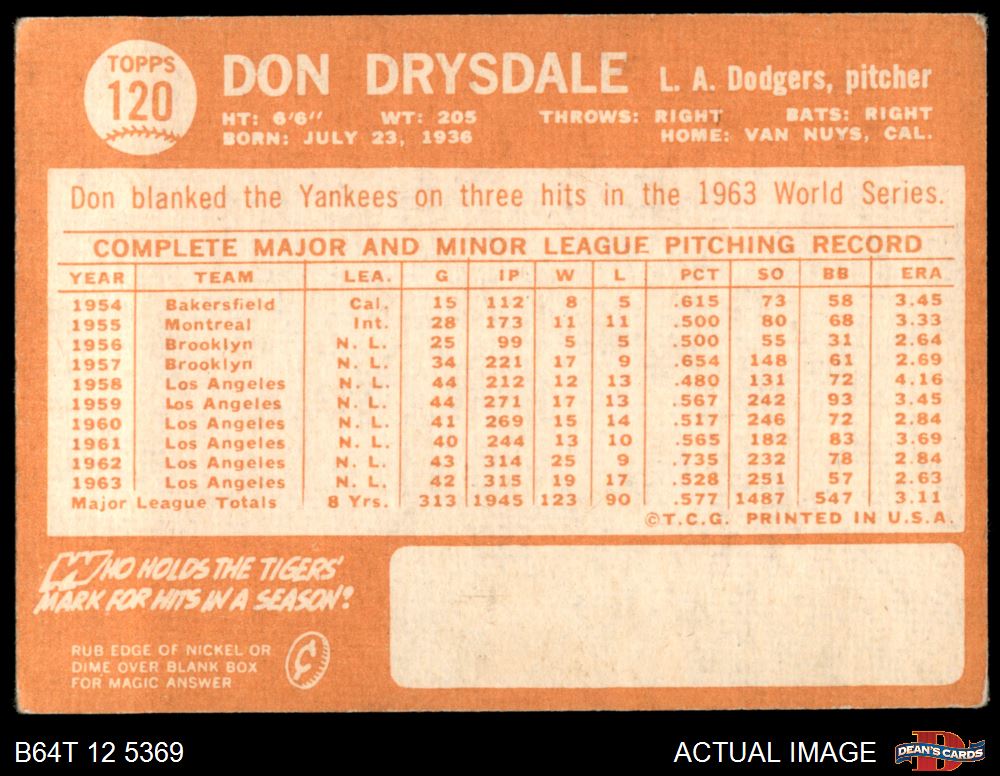 TOPPS
120
DON DRYSDALE L. A. Dodgers, pitcher
HT: 6'6" WT: 205 THROWS: RIGHT BATS: RIGHT
BORN: JULY 23, 1936 HOME: VAN NUYS, CAL.
Don blanked the Yankees on three hits in the 1963 World Series.
COMPLETE MAJOR AND MINOR LEAGUE PITCHING RECORD
YEAR TEAM LEA. G IP W L PCT SO BB ERA
1954 Bakersfield Cal. 15 112 8 5 .615 73 58 3.45
1955 Montreal Int. 28 173 11 11 .500 80 68 3.33
1956 Brooklyn N. L. 25 99 5 5 .500 55 31 2.64
1957 Brooklyn N. L. 34 221 17 9 .654 148 61 2.69
1958 Los Angeles N. L. 44 212 12 13 .480 131 72 4.16
1959 Los Angeles N. L. 44 271 17 13 .567 242 93 3.45
1960 Los Angeles N. L. 41 269 15 14 .517 246 72 2.84
1961 Los Angeles N. L. 40 244 13 10 .565 182 83 3.69
1962 Los Angeles N. L. 43 314 25 9 .735 232 78 2.84
1963 Los Angeles N. L. 42 315 19 17 .528 251 57 2.63
Major League Totals 8 Yrs. 313 1945 123 90 .577 1487 547 3.11
©T.C.G. PRINTED IN U.S.A.
WHO HOLDS THE TIGERS'
MARK FOR HITS IN A SEASON?
RUB EDGE OF NICKEL OR
DIME OVER BLANK BOX
FOR MAGIC ANSWER
¢
B64T 12 5369 ACTUAL IMAGE
D
DEAN'S CARDS